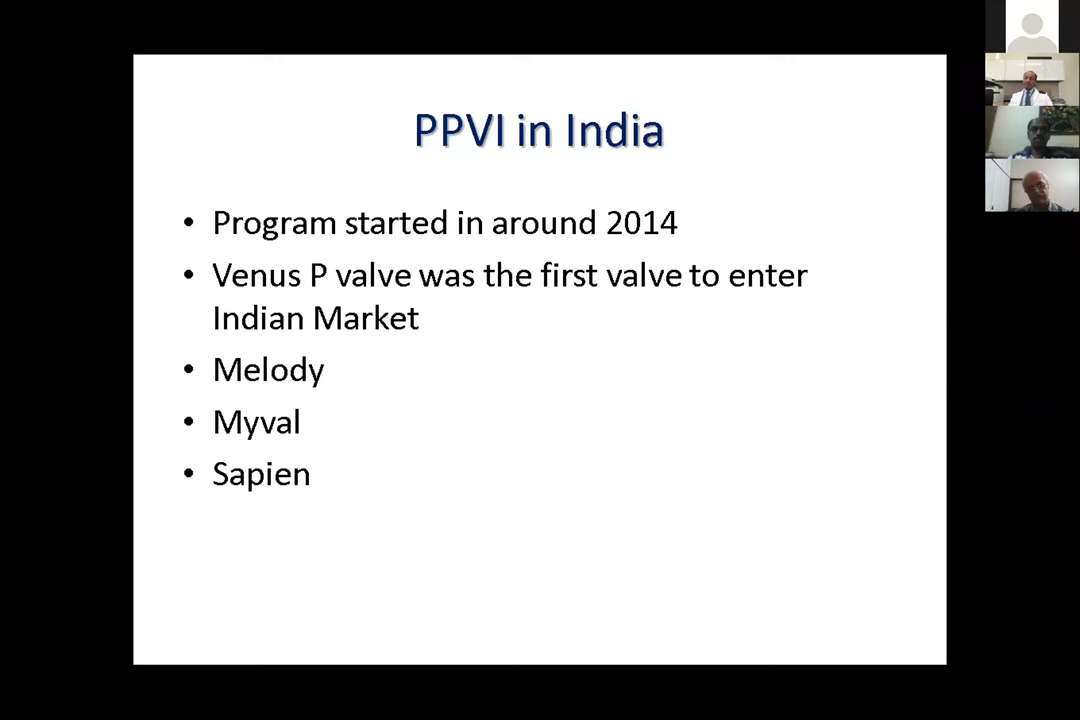 PPVI in India
• Program started in around 2014
• Venus P valve was the first valve to enter
Indian Market
• Melody
• Myval
• Sapien